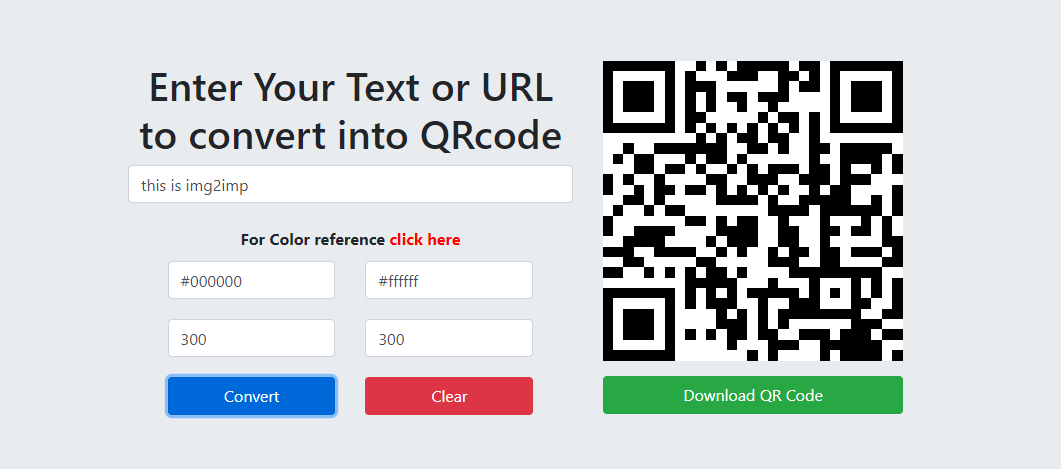 Enter Your Text or URL
to convert into QRcode
this is img2imp
For Color reference click here
#000000
#ffffff
300
300
Convert
Clear
Download QR Code